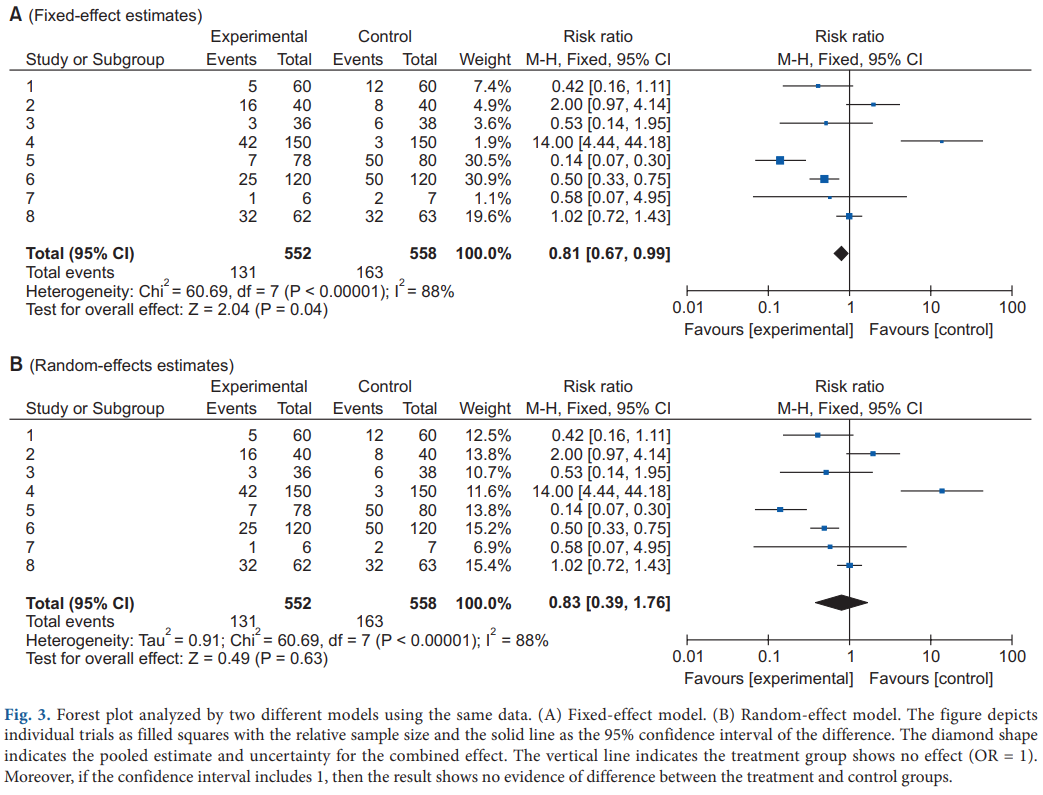 A (Fixed-effect estimates)
Experimental Control Risk ratio Risk ratio
Study or Subgroup Events Total Events Total Weight M-H, Fixed, 95% CI M-H, Fixed, 95% CI
1 5 60 12 60 7.4% 0.42 [0.16, 1.11]
2 16 40 8 40 4.9% 2.00 [0.97, 4.14]
3 3 36 6 38 3.6% 0.53 [0.14, 1.95]
4 42 150 3 150 1.9% 14.00 [4.44, 44.18]
5 7 78 50 80 30.5% 0.14 [0.07, 0.30]
6 25 120 50 120 30.9% 0.50 [0.33, 0.75]
7 1 6 2 7 1.1% 0.58 [0.07, 4.95]
8 32 62 32 63 19.6% 1.02 [0.72, 1.43]
Total (95% CI) 552 558 100.0% 0.81 [0.67, 0.99]
Total events 131 163
Heterogeneity: Chi² = 60.69, df = 7 (P < 0.00001); I² = 88%
Test for overall effect: Z = 2.04 (P = 0.04)
0.01 0.1 1 10 100
Favours [experimental] Favours [control]
B (Random-effects estimates)
Experimental Control Risk ratio Risk ratio
Study or Subgroup Events Total Events Total Weight M-H, Fixed, 95% CI M-H, Fixed, 95% CI
1 5 60 12 60 12.5% 0.42 [0.16, 1.11]
2 16 40 8 40 13.8% 2.00 [0.97, 4.14]
3 3 36 6 38 10.7% 0.53 [0.14, 1.95]
4 42 150 3 150 11.6% 14.00 [4.44, 44.18]
5 7 78 50 80 13.8% 0.14 [0.07, 0.30]
6 25 120 50 120 15.2% 0.50 [0.33, 0.75]
7 1 6 2 7 6.9% 0.58 [0.07, 4.95]
8 32 62 32 63 15.4% 1.02 [0.72, 1.43]
Total (95% CI) 552 558 100.0% 0.83 [0.39, 1.76]
Total events 131 163
Heterogeneity: Tau² = 0.91; Chi² = 60.69, df = 7 (P < 0.00001); I² = 88%
Test for overall effect: Z = 0.49 (P = 0.63)
0.01 0.1 1 10 100
Favours [experimental] Favours [control]
Fig. 3. Forest plot analyzed by two different models using the same data. (A) Fixed-effect model. (B) Random-effect model. The figure depicts
individual trials as filled squares with the relative sample size and the solid line as the 95% confidence interval of the difference. The diamond shape
indicates the pooled estimate and uncertainty for the combined effect. The vertical line indicates the treatment group shows no effect (OR = 1).
Moreover, if the confidence interval includes 1, then the result shows no evidence of difference between the treatment and control groups.